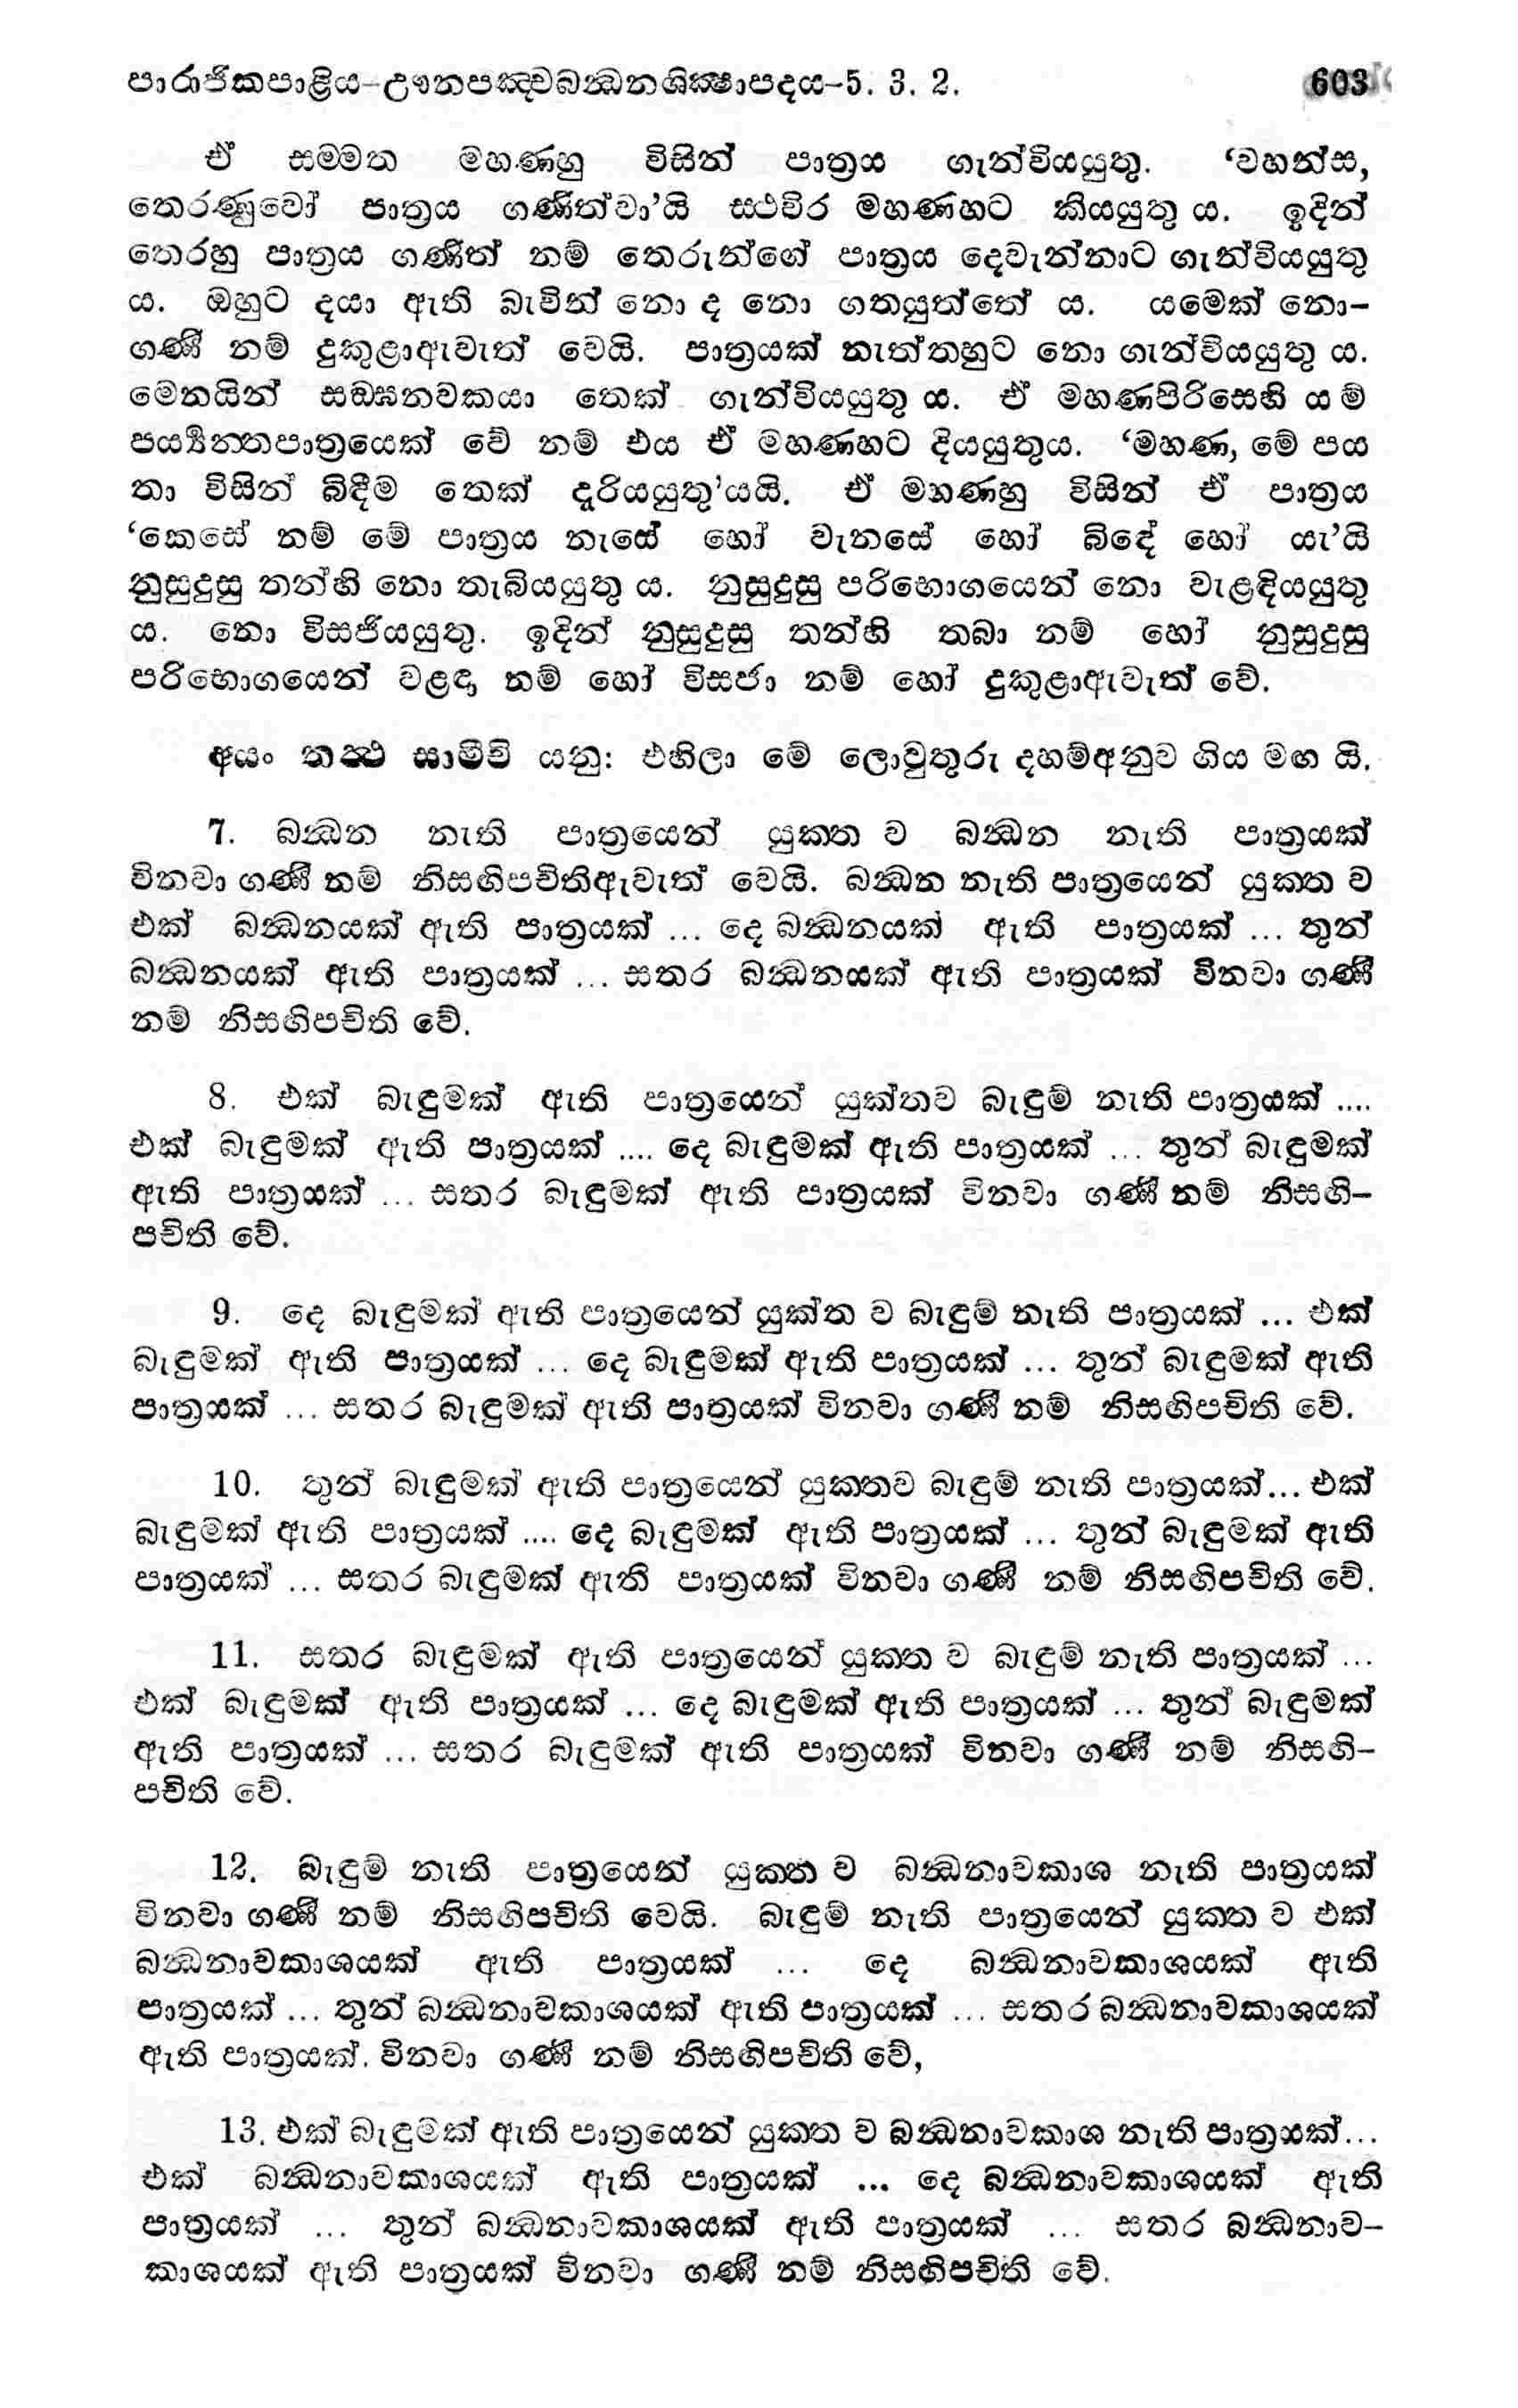 පාරාජිකපාළිය-ඌනපඤ්චබන්ධනශික්ෂාපදය-5. 3. 2. 603
ඒ සම්මත මහණහු විසින් පාත්‍රය ගැන්වියයුතු. ‘වහන්ස,
තෙරණුවෝ පාත්‍රය ගණිත්වා’යි ස්ථවිර මහණහට කියයුතු ය. ඉදින්
තෙරහු පාත්‍රය ගණිත් නම් තෙරුන්ගේ පාත්‍රය දෙවැන්නාට ගැන්වියයුතු
ය. ඔහුට දයා ඇති බැවින් නො ද නො ගතයුත්තේ ය. යමෙක් නො-
ගණී නම් දුකුළාඇවැත් වෙයි. පාත්‍රයක් නැත්තහුට නො ගැන්වියයුතු ය.
මෙනයින් සඞ්ඝනවකයා තෙක් ගැන්වියයුතු ය. ඒ මහණපිරිසෙහි යම්
පර්‍ය්‍යන්තපාත්‍රයෙක් වේ නම් එය ඒ මහණහට දියයුතුය. ‘මහණ, මේ පය
තා විසින් බිඳීම තෙක් දැරියයුතු’යයි. ඒ මහණහු විසින් ඒ පාත්‍රය
‘කෙසේ නම් මේ පාත්‍රය නැසේ හෝ වැනසේ හෝ බිඳේ හෝ යැ’යි
නුසුදුසු තන්හි නො තැබියයුතු ය. නුසුදුසු පරිභොගයෙන් නො වැළඳියයුතු
ය. නො විසජියයුතු. ඉදින් නුසුදුසු තන්හි තබා නම් හෝ නුසුදුසු
පරිභොගයෙන් වළඳා නම් හෝ විසජා නම් හෝ දුකුළාඇවැත් වේ.
අයං තත්‍ථ සාමීචි යනු: එහිලා මේ ලොවුතුරු දහම්අනුව ගිය මඟ යි.
7. බන්ධන නැති පාත්‍රයෙන් යුක්ත ව බන්ධන නැති පාත්‍රයක්
විනවා ගණී නම් නිසඟිපචිතිඇවැත් වෙයි. බන්ධන නැති පාත්‍රයෙන් යුක්ත ව
එක් බන්ධනයක් ඇති පාත්‍රයක් ... දෙ බන්ධනයක් ඇති පාත්‍රයක් ... තුන්
බන්ධනයක් ඇති පාත්‍රයක් ... සතර බන්ධනයක් ඇති පාත්‍රයක් විනවා ගණී
නම් නිසඟිපචිති වේ.
8. එක් බැඳුමක් ඇති පාත්‍රයෙන් යුක්තව බැඳුම් නැති පාත්‍රයක් ....
එක් බැඳුමක් ඇති පාත්‍රයක් .... දෙ බැඳුමක් ඇති පාත්‍රයක් ... තුන් බැඳුමක්
ඇති පාත්‍රයක් ... සතර බැඳුමක් ඇති පාත්‍රයක් විනවා ගණී නම් නිසඟි-
පචිති වේ.
9. දෙ බැඳුමක් ඇති පාත්‍රයෙන් යුක්ත ව බැඳුම් නැති පාත්‍රයක් ... එක්
බැඳුමක් ඇති පාත්‍රයක් ... දෙ බැඳුමක් ඇති පාත්‍රයක් ... තුන් බැඳුමක් ඇති
පාත්‍රයක් ... සතර බැඳුමක් ඇති පාත්‍රයක් විනවා ගණී නම් නිසඟිපචිති වේ.
10. තුන් බැඳුමක් ඇති පාත්‍රයෙන් යුක්තව බැඳුම් නැති පාත්‍රයක්... එක්
බැඳුමක් ඇති පාත්‍රයක් .... දෙ බැඳුමක් ඇති පාත්‍රයක් ... තුන් බැඳුමක් ඇති
පාත්‍රයක් ... සතර බැඳුමක් ඇති පාත්‍රයක් විනවා ගණී නම් නිසඟිපචිති වේ.
11. සතර බැඳුමක් ඇති පාත්‍රයෙන් යුක්ත ව බැඳුම් නැති පාත්‍රයක් ...
එක් බැඳුමක් ඇති පාත්‍රයක් ... දෙ බැඳුමක් ඇති පාත්‍රයක් ... තුන් බැඳුමක්
ඇති පාත්‍රයක් ... සතර බැඳුමක් ඇති පාත්‍රයක් විනවා ගණී නම් නිසඟි-
පචිති වේ.
12. බැඳුම් නැති පාත්‍රයෙන් යුක්ත ව බන්ධනාවකාශ නැති පාත්‍රයක්
විනවා ගණී නම් නිසඟිපචිති වෙයි. බැඳුම් නැති පාත්‍රයෙන් යුක්ත ව එක්
බන්ධනාවකාශයක් ඇති පාත්‍රයක් ... දෙ බන්ධනාවකාශයක් ඇති
පාත්‍රයක් ... තුන් බන්ධනාවකාශයක් ඇති පාත්‍රයක් ... සතර බන්ධනාවකාශයක්
ඇති පාත්‍රයක්. විනවා ගණී නම් නිසඟිපචිති වේ,
13. එක් බැඳුමක් ඇති පාත්‍රයෙන් යුක්ත ව බන්ධනාවකාශ නැති පාත්‍රයක්...
එක් බන්ධනාවකාශයක් ඇති පාත්‍රයක් ... දෙ බන්ධනාවකාශයක් ඇති
පාත්‍රයක් ... තුන් බන්ධනාවකාශයක් ඇති පාත්‍රයක් ... සතර බන්ධනාව-
කාශයක් ඇති පාත්‍රයක් විනවා ගණී නම් නිසඟිපචිති වේ.